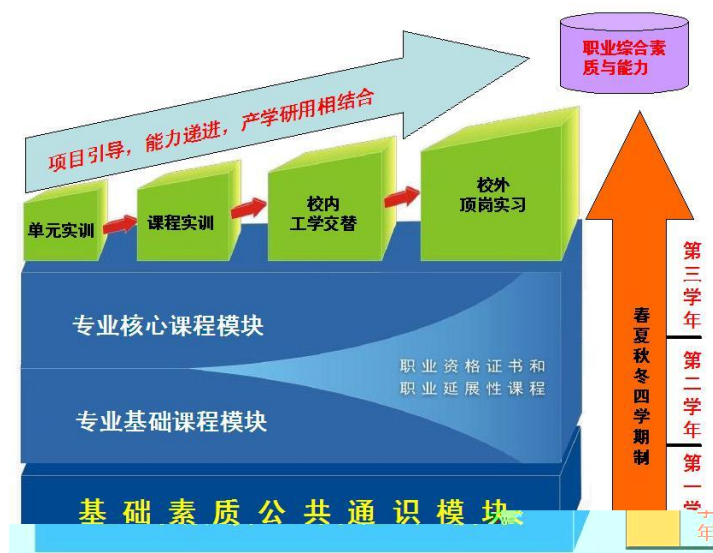 职业综合素
质与能力
项目引导，能力递进，产学研用相结合
单元实训
课程实训
校内
工学交替
校外
顶岗实习
专业核心课程模块
职业资格证书和
职业延展性课程
专业基础课程模块
基础素质公共通识模块
春夏秋冬四学期制
第三学年
第二学年
第一学年